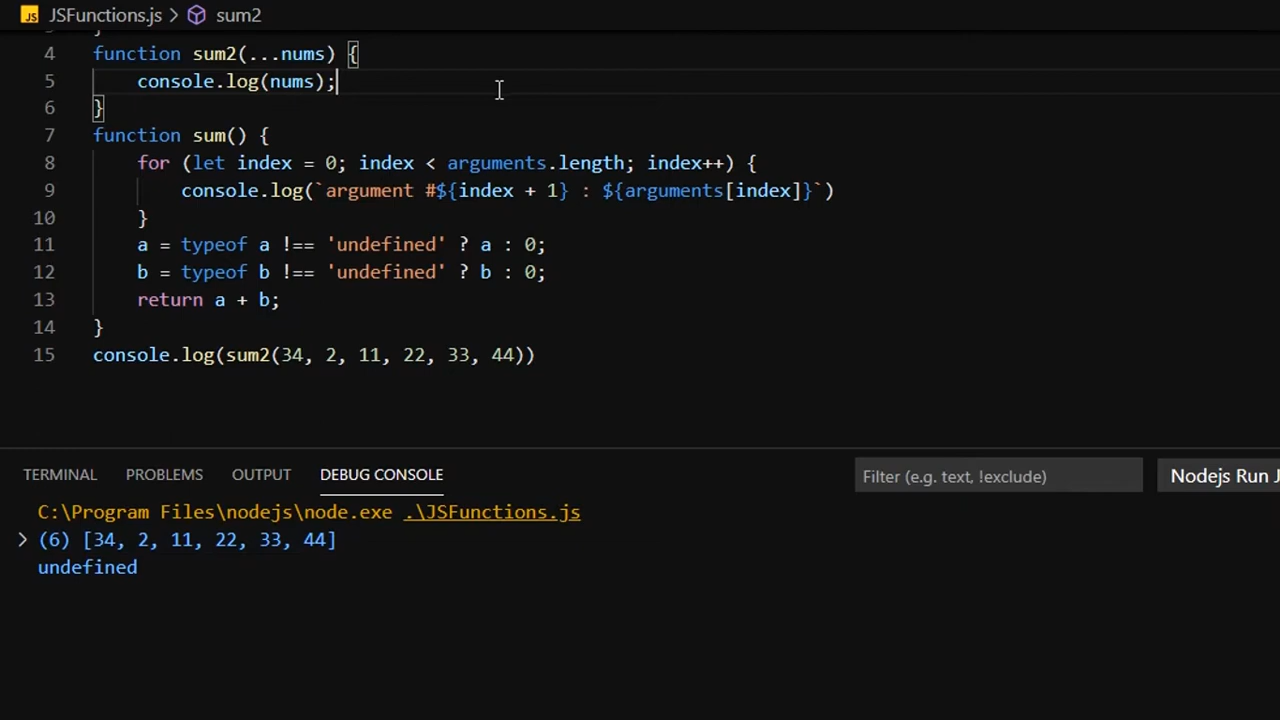 JS JSFunctions.js > sum2
4 function sum2(...nums) {
5 console.log(nums);
6 }
7 function sum() {
8 for (let index = 0; index < arguments.length; index++) {
9 console.log(`argument #${index + 1} : ${arguments[index]}`)
10 }
11 a = typeof a !== 'undefined' ? a : 0;
12 b = typeof b !== 'undefined' ? b : 0;
13 return a + b;
14 }
15 console.log(sum2(34, 2, 11, 22, 33, 44))
TERMINAL PROBLEMS OUTPUT DEBUG CONSOLE Filter (e.g. text, !exclude) Nodejs Run J
C:\Program Files\nodejs\node.exe .\JSFunctions.js
> (6) [34, 2, 11, 22, 33, 44]
undefined